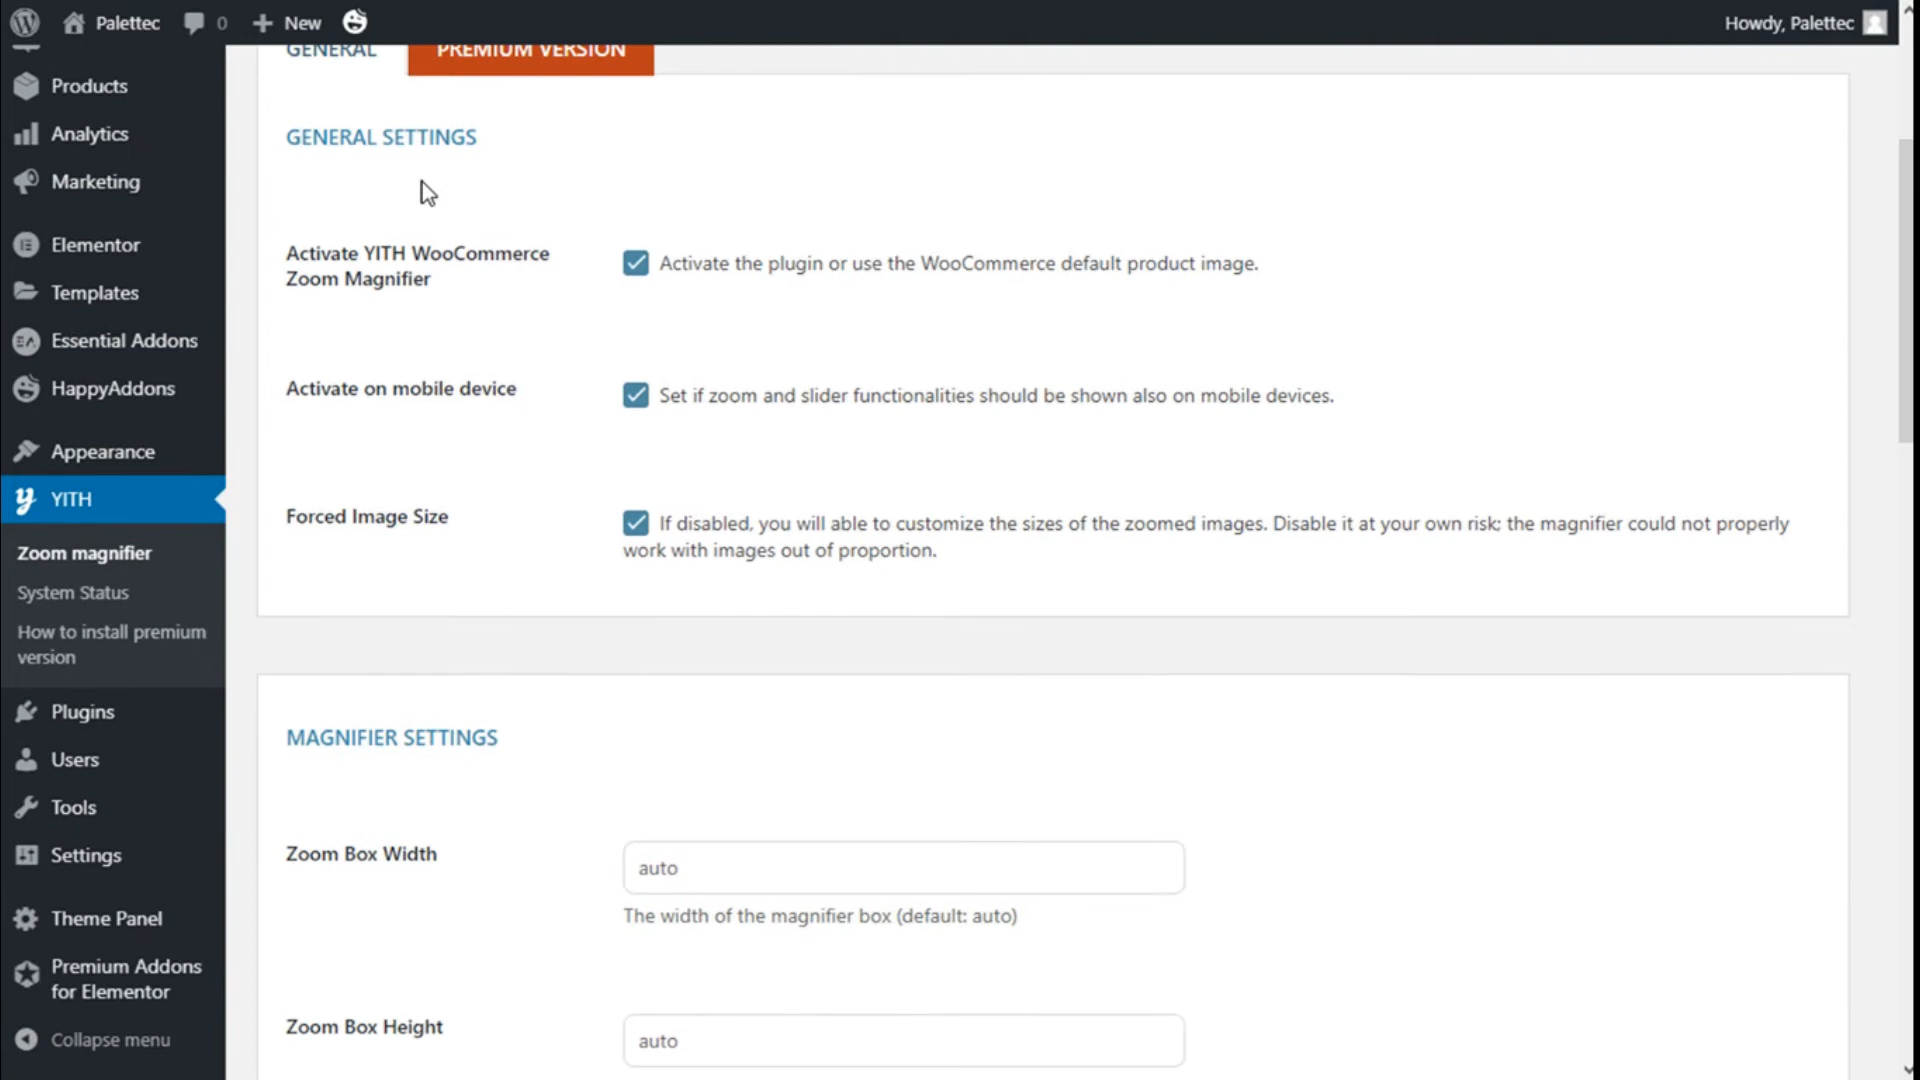 Palettec
0
New
Howdy, Palettec
Products
Analytics
Marketing
Elementor
Templates
Essential Addons
HappyAddons
Appearance
YITH
Zoom magnifier
System Status
How to install premium
version
Plugins
Users
Tools
Settings
Theme Panel
Premium Addons
for Elementor
Collapse menu
GENERAL
PREMIUM VERSION
GENERAL SETTINGS
Activate YITH WooCommerce
Zoom Magnifier
Activate the plugin or use the WooCommerce default product image.
Activate on mobile device
Set if zoom and slider functionalities should be shown also on mobile devices.
Forced Image Size
If disabled, you will able to customize the sizes of the zoomed images. Disable it at your own risk; the magnifier could not properly
work with images out of proportion.
MAGNIFIER SETTINGS
Zoom Box Width
auto
The width of the magnifier box (default: auto)
Zoom Box Height
auto